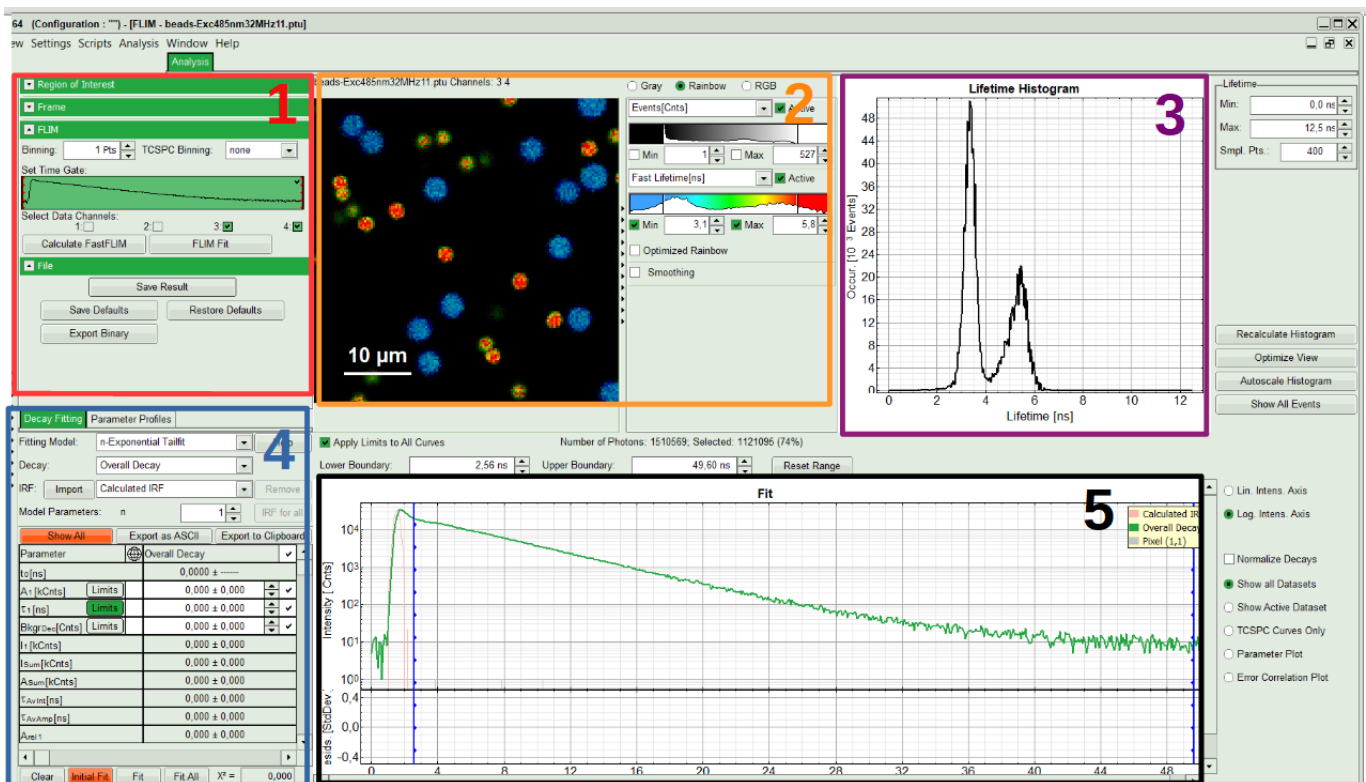 64 (Configuration : "") - [FLIM - beads-Exc485nm32MHz11.ptu]
ew Settings Scripts Analysis Window Help
Analysis
1
Region of Interest
Frame
FLIM
Binning: 1 Pts TCSPC Binning: none
Set Time Gate:
Select Data Channels:
1: 2: 3: 4:
Calculate FastFLIM FLIM Fit
File
Save Result
Save Defaults Restore Defaults
Export Binary
2
beads-Exc485nm32MHz11.ptu Channels: 3 4
10 µm
Gray Rainbow RGB
Events[Cnts] Active
Min 1 Max 527
Fast Lifetime[ns] Active
Min 3,1 Max 5,8
Optimized Rainbow
Smoothing
3
Lifetime Histogram
Occur. [10 3 Events]
48
44
40
36
32
28
24
20
16
12
8
4
0
0 2 4 6 8 10 12
Lifetime [ns]
Lifetime
Min: 0,0 ns
Max: 12,5 ns
Smpl. Pts.: 400
Recalculate Histogram
Optimize View
Autoscale Histogram
Show All Events
4
Decay Fitting Parameter Profiles
Fitting Model: n-Exponential Tailfit
Decay: Overall Decay
IRF: Import Calculated IRF Remove
Model Parameters: n 1 IRF for all
Show All Export as ASCII Export to Clipboard
Parameter Overall Decay
t0[ns] 0,0000 ± ------
A1[kCnts] Limits 0,000 ± 0,000
τ1[ns] Limits 0,000 ± 0,000
BkgrDec[Cnts] Limits 0,000 ± 0,000
I1[kCnts] 0,000 ± 0,000
ISum[kCnts] 0,000 ± 0,000
ASum[kCnts] 0,000 ± 0,000
τAvInt[ns] 0,000 ± 0,000
τAvAmp[ns] 0,000 ± 0,000
Arel1 0,000 ± 0,000
Clear Initial Fit Fit Fit All X² = 0,000
Apply Limits to All Curves Number of Photons: 1510569; Selected: 1121095 (74%)
Lower Boundary: 2,56 ns Upper Boundary: 49,60 ns Reset Range
5
Fit
Calculated IR
Overall Decay
Pixel (1,1)
Intensity [Cnts]
10⁴
10³
10²
10¹
10⁰
esids. [StdDev
0,4
0,0
-0,4
0 4 8 12 16 20 24 28 32 36 40 44 48
Lin. Intens. Axis
Log. Intens. Axis
Normalize Decays
Show all Datasets
Show Active Dataset
TCSPC Curves Only
Parameter Plot
Error Correlation Plot